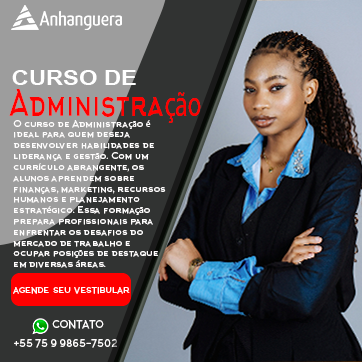 Anhanguera
CURSO DE
Administração
O curso de Administração é
ideal para quem deseja
desenvolver habilidades de
liderança e gestão. Com um
currículo abrangente, os
alunos aprendem sobre
finanças, marketing, recursos
humanos e planejamento
estratégico. Essa formação
prepara profissionais para
enfrentar os desafios do
mercado de trabalho e
ocupar posições de destaque
em diversas áreas.
AGENDE SEU VESTIBULAR
CONTATO
+55 75 9 9865-7502